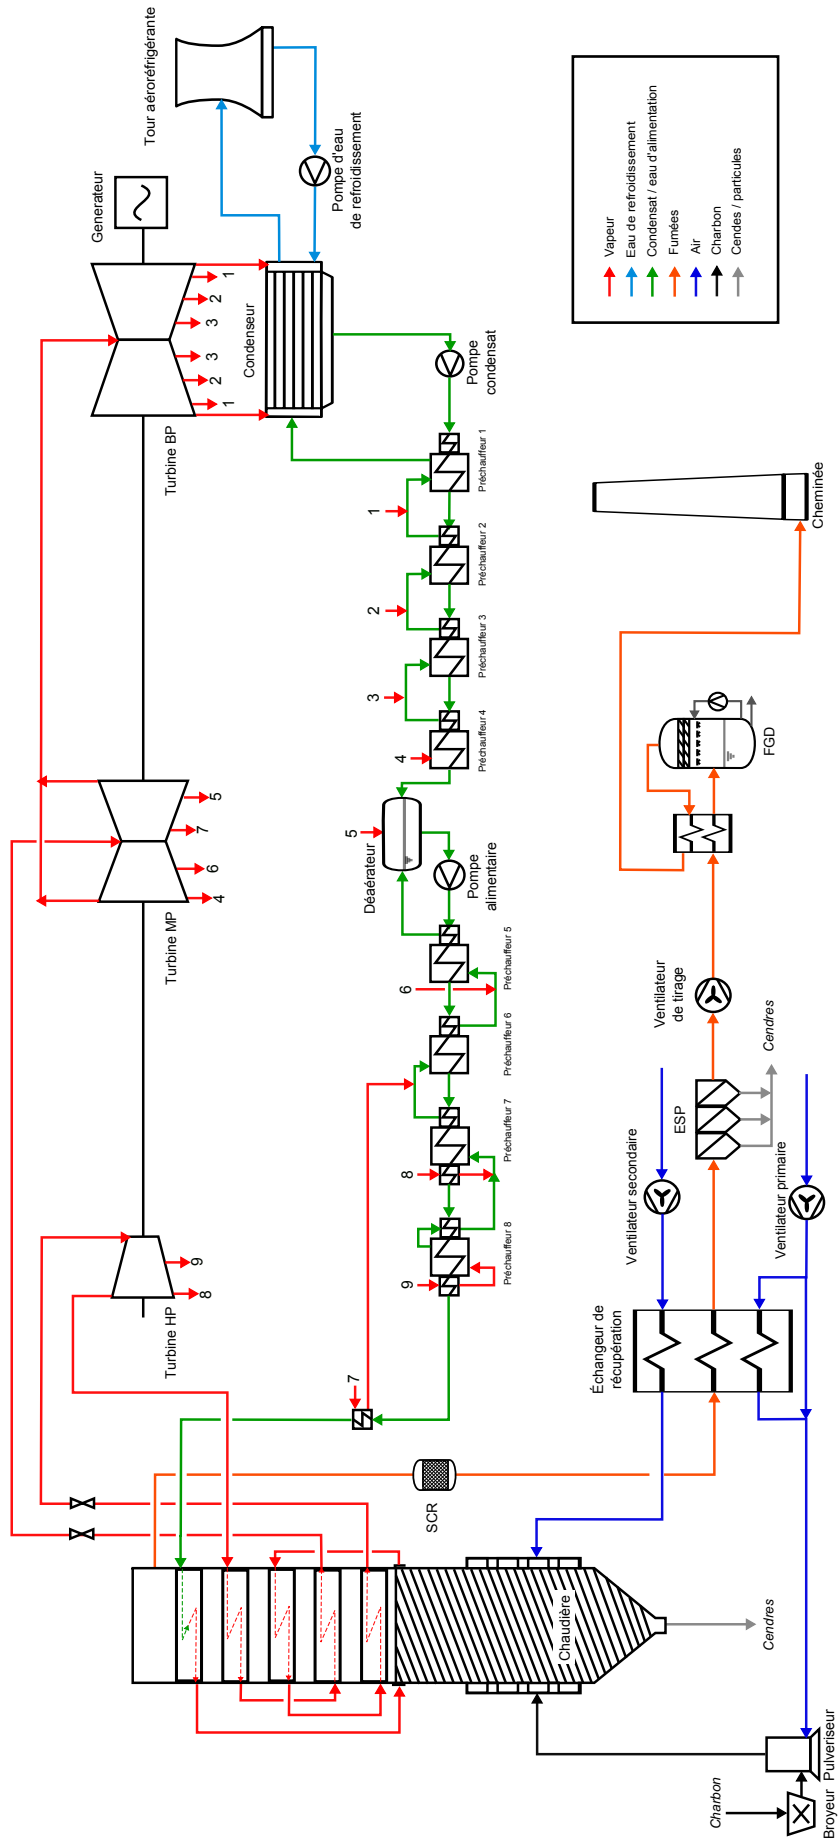 Generateur
Tour aéroréfrigérante
Turbine HP
Turbine MP
Turbine BP
8
9
4
6
7
5
1
2
3
3
2
1
Condenseur
Pompe d'eau
de refroidissement
7
9
8
6
5
4
3
2
1
Déaérateur
Pompe
alimentaire
Pompe
condensat
Préchauffeur 8
Préchauffeur 7
Préchauffeur 6
Préchauffeur 5
Préchauffeur 4
Préchauffeur 3
Préchauffeur 2
Préchauffeur 1
SCR
Chaudière
Échangeur de
récupération
Ventilateur secondaire
ESP
Ventilateur
de tirage
FGD
Cheminée
Cendres
Cendres
Ventilateur primaire
Charbon
Broyeur
Pulveriseur
Vapeur
Eau de refroidissement
Condensat / eau d'alimentation
Fumées
Air
Charbon
Cendes / particules